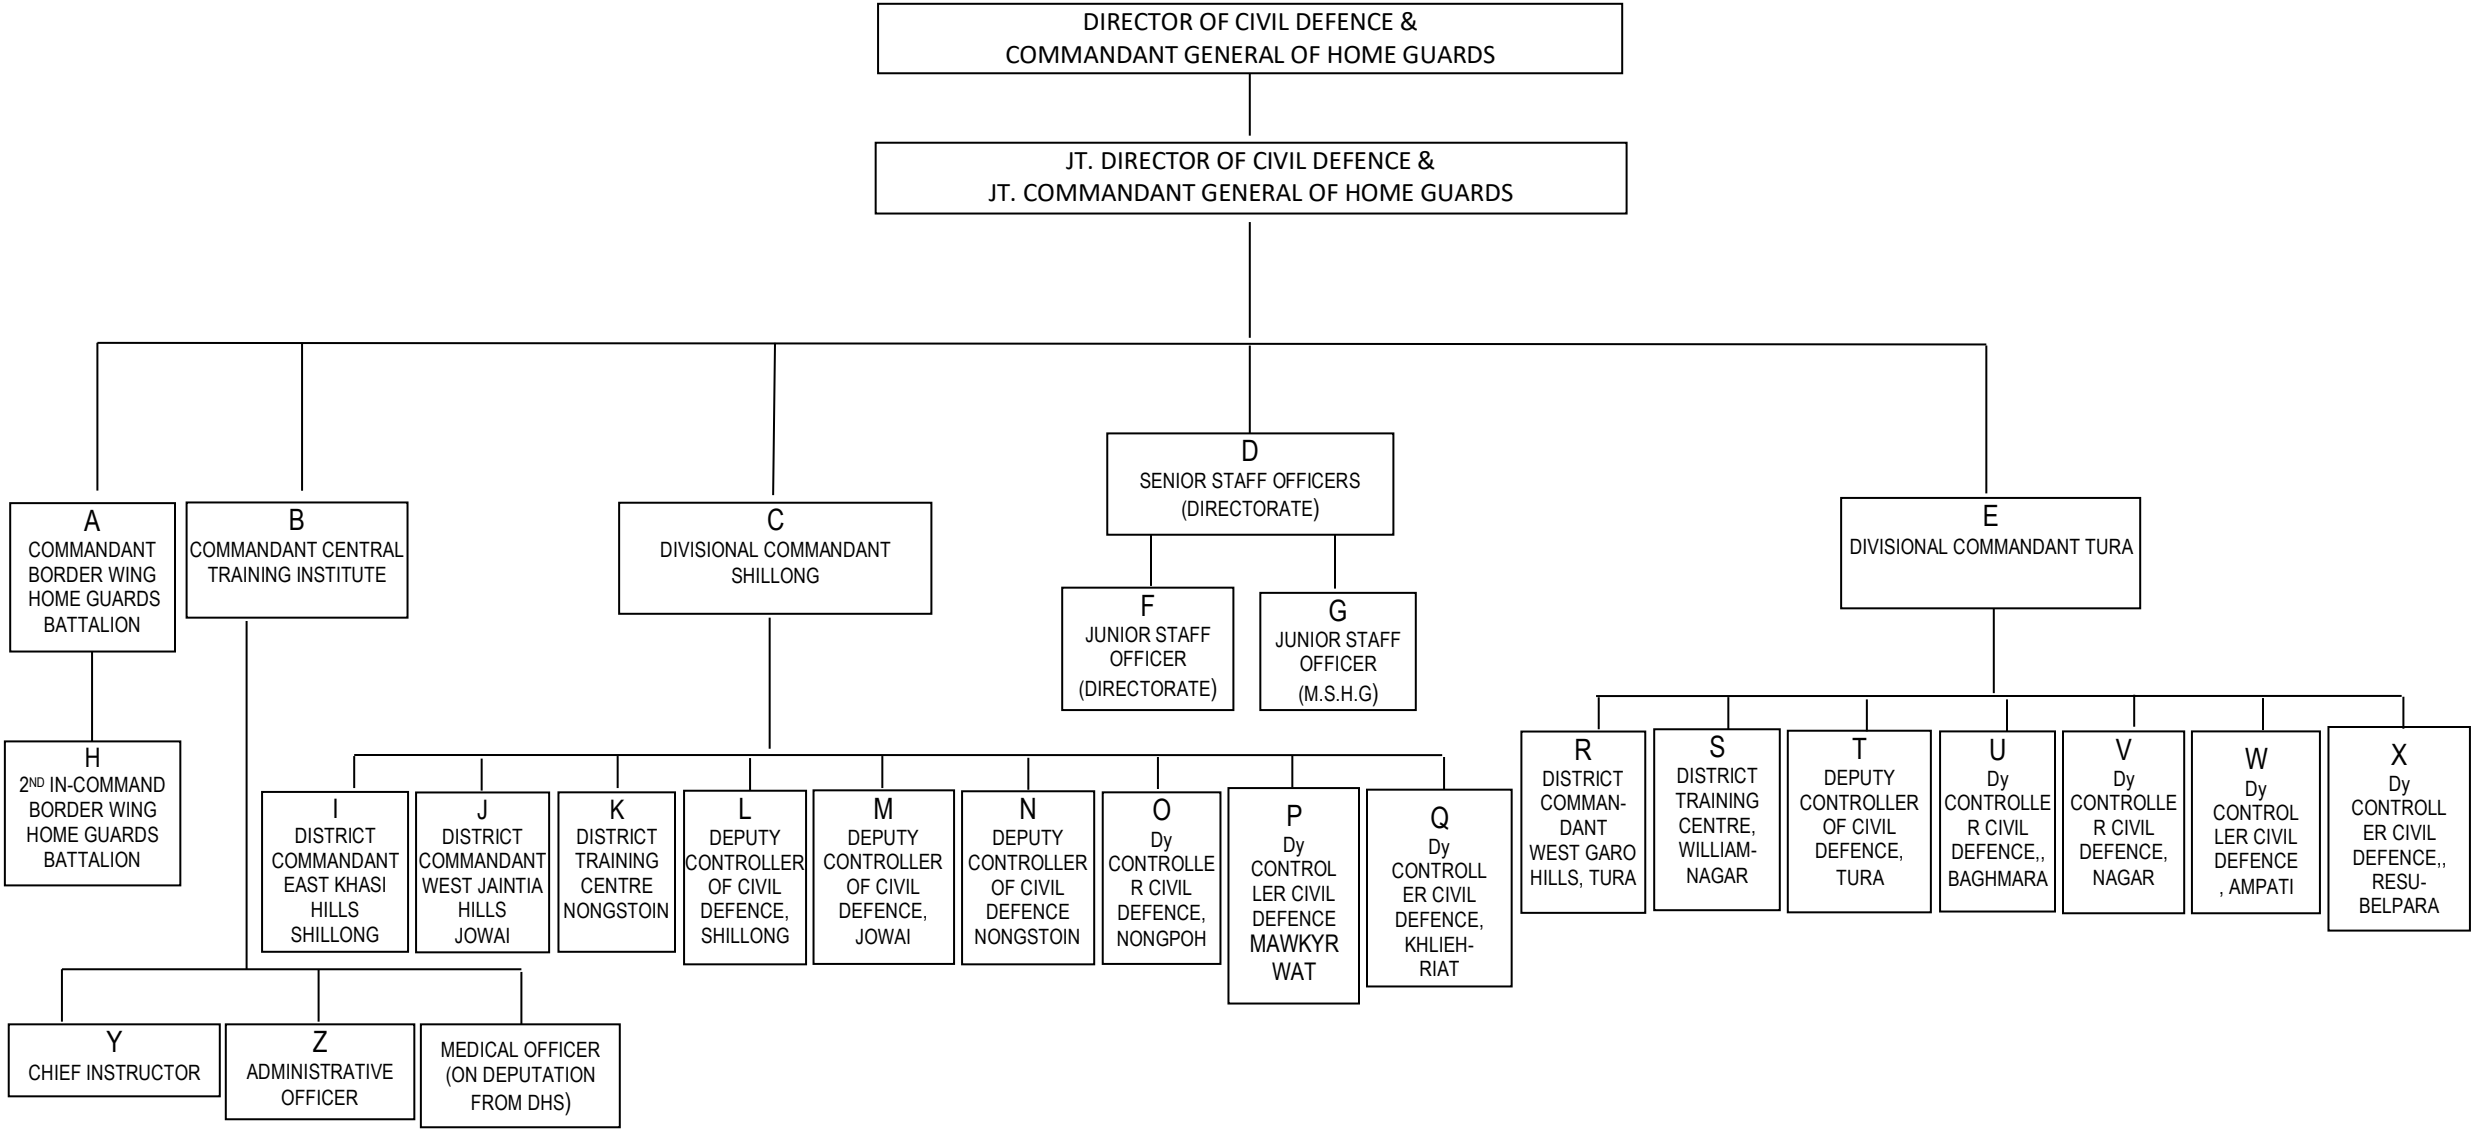 DIRECTOR OF CIVIL DEFENCE &
COMMANDANT GENERAL OF HOME GUARDS
JT. DIRECTOR OF CIVIL DEFENCE &
JT. COMMANDANT GENERAL OF HOME GUARDS
A
COMMANDANT
BORDER WING
HOME GUARDS
BATTALION
B
COMMANDANT CENTRAL
TRAINING INSTITUTE
C
DIVISIONAL COMMANDANT
SHILLONG
D
SENIOR STAFF OFFICERS
(DIRECTORATE)
E
DIVISIONAL COMMANDANT TURA
F
JUNIOR STAFF
OFFICER
(DIRECTORATE)
G
JUNIOR STAFF
OFFICER
(M.S.H.G)
H
2ND IN-COMMAND
BORDER WING
HOME GUARDS
BATTALION
I
DISTRICT
COMMANDANT
EAST KHASI
HILLS
SHILLONG
J
DISTRICT
COMMANDANT
WEST JAINTIA
HILLS
JOWAI
K
DISTRICT
TRAINING
CENTRE
NONGSTOIN
L
DEPUTY
CONTROLLER
OF CIVIL
DEFENCE,
SHILLONG
M
DEPUTY
CONTROLLER
OF CIVIL
DEFENCE,
JOWAI
N
DEPUTY
CONTROLLER
OF CIVIL
DEFENCE
NONGSTOIN
O
Dy
CONTROLLE
R CIVIL
DEFENCE,
NONGPOH
P
Dy
CONTROL
LER CIVIL
DEFENCE
MAWKYR
WAT
Q
Dy
CONTROLL
ER CIVIL
DEFENCE,
KHLIEH-
RIAT
R
DISTRICT
COMMAN-
DANT
WEST GARO
HILLS, TURA
S
DISTRICT
TRAINING
CENTRE,
WILLIAM-
NAGAR
T
DEPUTY
CONTROLLER
OF CIVIL
DEFENCE,
TURA
U
Dy
CONTROLLE
R CIVIL
DEFENCE,,
BAGHMARA
V
Dy
CONTROLLE
R CIVIL
DEFENCE,
NAGAR
W
Dy
CONTROL
LER CIVIL
DEFENCE
, AMPATI
X
Dy
CONTROLL
ER CIVIL
DEFENCE,,
RESU-
BELPARA
Y
CHIEF INSTRUCTOR
Z
ADMINISTRATIVE
OFFICER
MEDICAL OFFICER
(ON DEPUTATION
FROM DHS)